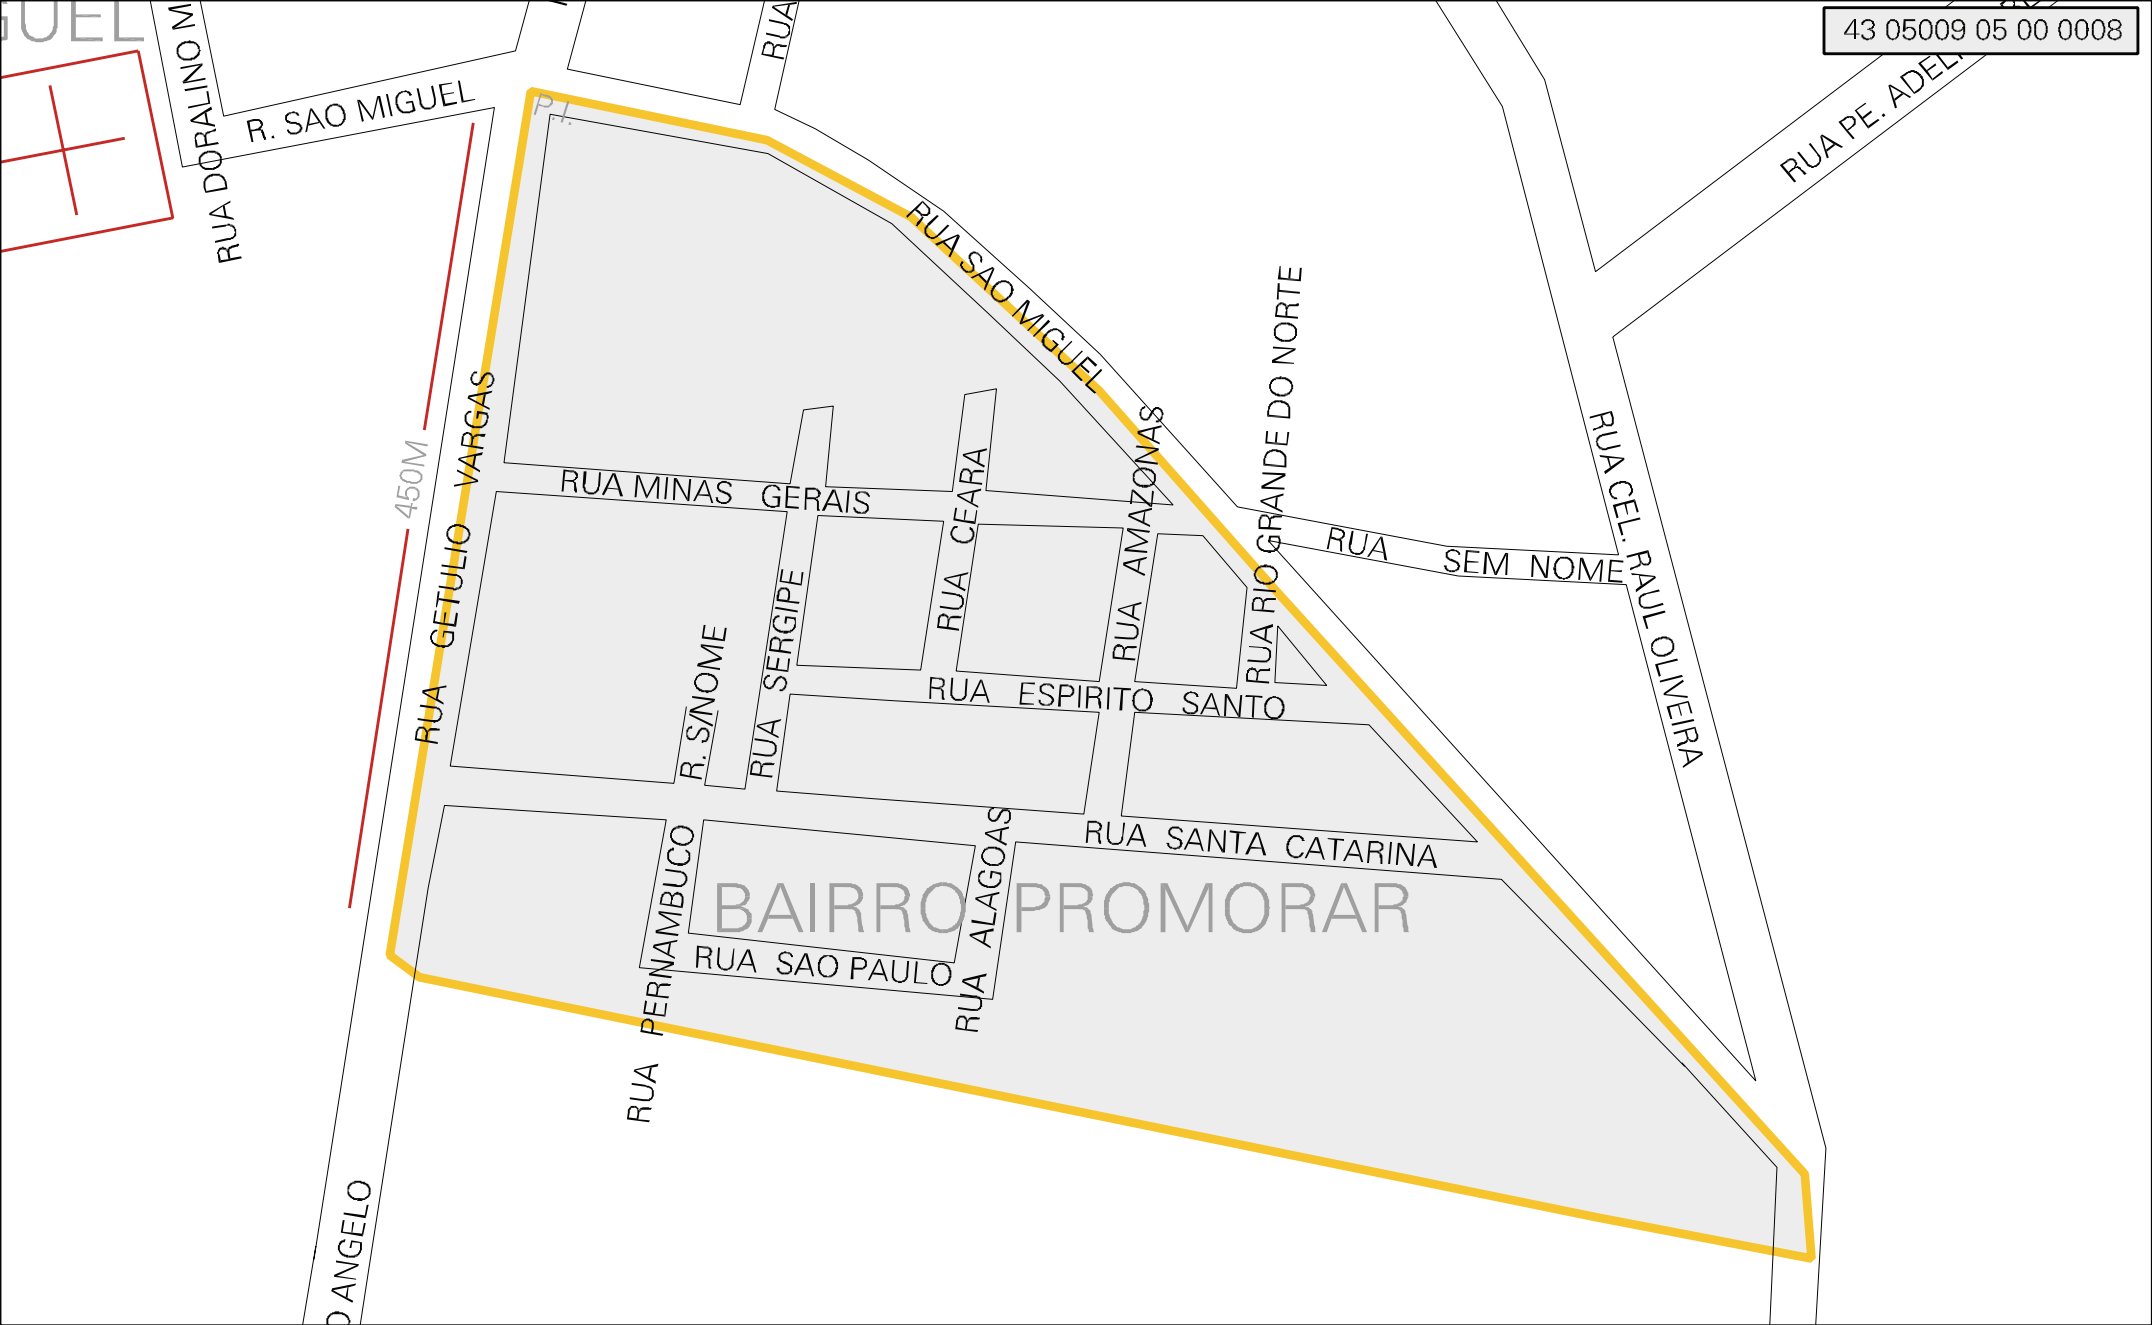 43 05009 05 00 0008
RUA DORALINO M
R. SAO MIGUEL
RUA
RUA PE. ADEL
P.I.
RUA SAO MIGUEL
450M
RUA GETULIO VARGAS
RUA MINAS GERAIS
RUA CEARA
RUA AMAZONAS
RUA RIO GRANDE DO NORTE
RUA SEM NOME
RUA CEL. RAUL OLIVEIRA
R. S/NOME
RUA SERGIPE
RUA ESPIRITO SANTO
RUA SANTA CATARINA
RUA PERNAMBUCO
RUA ALAGOAS
BAIRRO PROMORAR
RUA SAO PAULO
O ANGELO